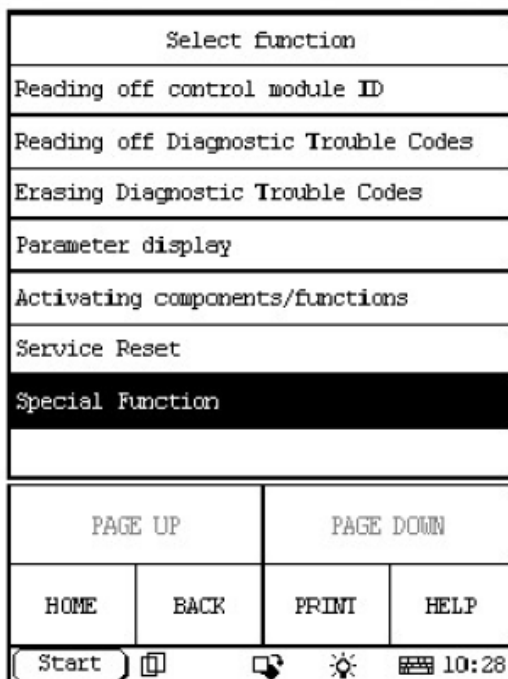 Select function
Reading off control module ID
Reading off Diagnostic Trouble Codes
Erasing Diagnostic Trouble Codes
Parameter display
Activating components/functions
Service Reset
Special Function
PAGE UP PAGE DOWN
HOME BACK PRINT HELP
Start 10:28